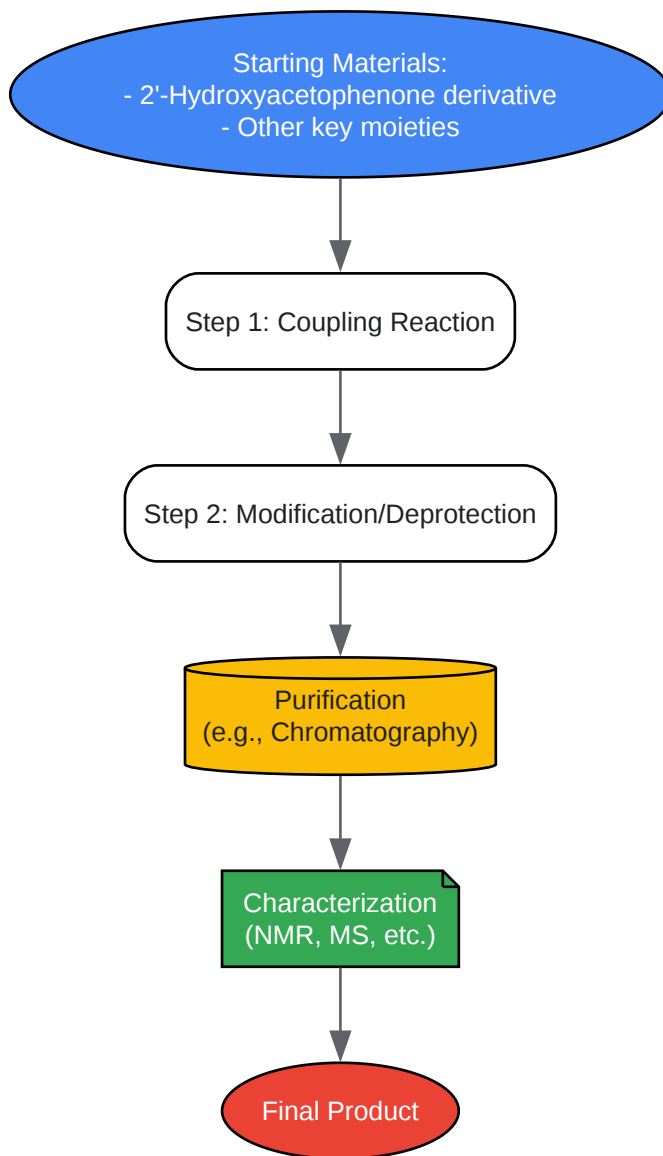 Starting Materials:
- 2'-Hydroxyacetophenone derivative
- Other key moieties
Step 1: Coupling Reaction
Step 2: Modification/Deprotection
Purification
(e.g., Chromatography)
Characterization
(NMR, MS, etc.)
Final Product